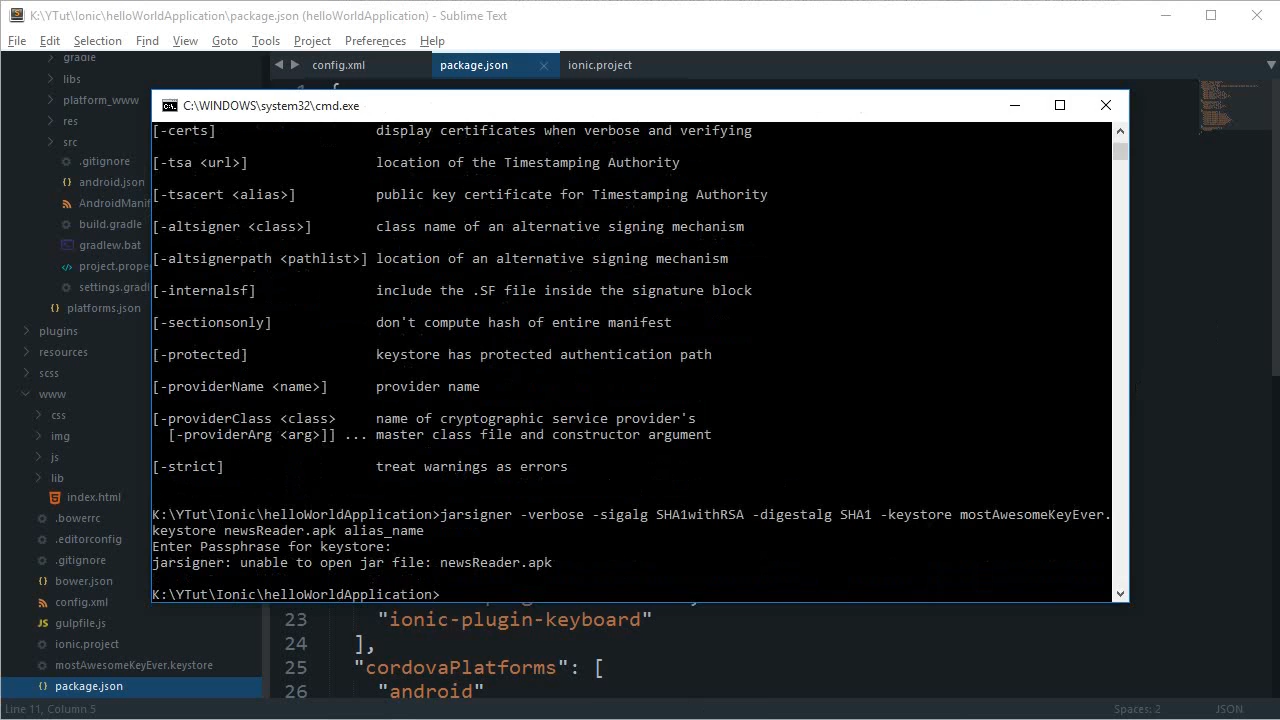 K:\YTut\Ionic\helloWorldApplication\package.json (helloWorldApplication) - Sublime Text
File Edit Selection Find View Goto Tools Project Preferences Help
gradle
libs
platform_www
res
src
.gitignore
android.json
AndroidManif
build.gradle
gradlew.bat
project.prope
settings.gradl
platforms.json
plugins
resources
scss
www
css
img
js
lib
index.html
.bowerrc
.editorconfig
.gitignore
bower.json
config.xml
gulpfile.js
ionic.project
mostAwesomeKeyEver.keystore
package.json
config.xml package.json ionic.project
C:\WINDOWS\system32\cmd.exe
[-certs] display certificates when verbose and verifying
[-tsa <url>] location of the Timestamping Authority
[-tsacert <alias>] public key certificate for Timestamping Authority
[-altsigner <class>] class name of an alternative signing mechanism
[-altsignerpath <pathlist>] location of an alternative signing mechanism
[-internalsf] include the .SF file inside the signature block
[-sectionsonly] don't compute hash of entire manifest
[-protected] keystore has protected authentication path
[-providerName <name>] provider name
[-providerClass <class> name of cryptographic service provider's
[-providerArg <arg>]] ... master class file and constructor argument
[-strict] treat warnings as errors
K:\YTut\Ionic\helloWorldApplication>jarsigner -verbose -sigalg SHA1withRSA -digestalg SHA1 -keystore mostAwesomeKeyEver.
keystore newsReader.apk alias_name
Enter Passphrase for keystore:
jarsigner: unable to open jar file: newsReader.apk
K:\YTut\Ionic\helloWorldApplication>
23 "ionic-plugin-keyboard"
24 ],
25 "cordovaPlatforms": [
26 "android"
Line 11, Column 5 Spaces: 2 JSON